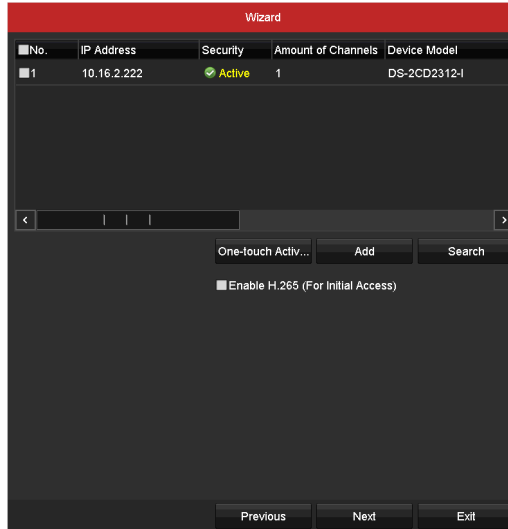 Wizard
No. IP Address Security Amount of Channels Device Model
1 10.16.2.222 Active 1 DS-2CD2312-I
One-touch Activ... Add Search
Enable H.265 (For Initial Access)
Previous Next Exit